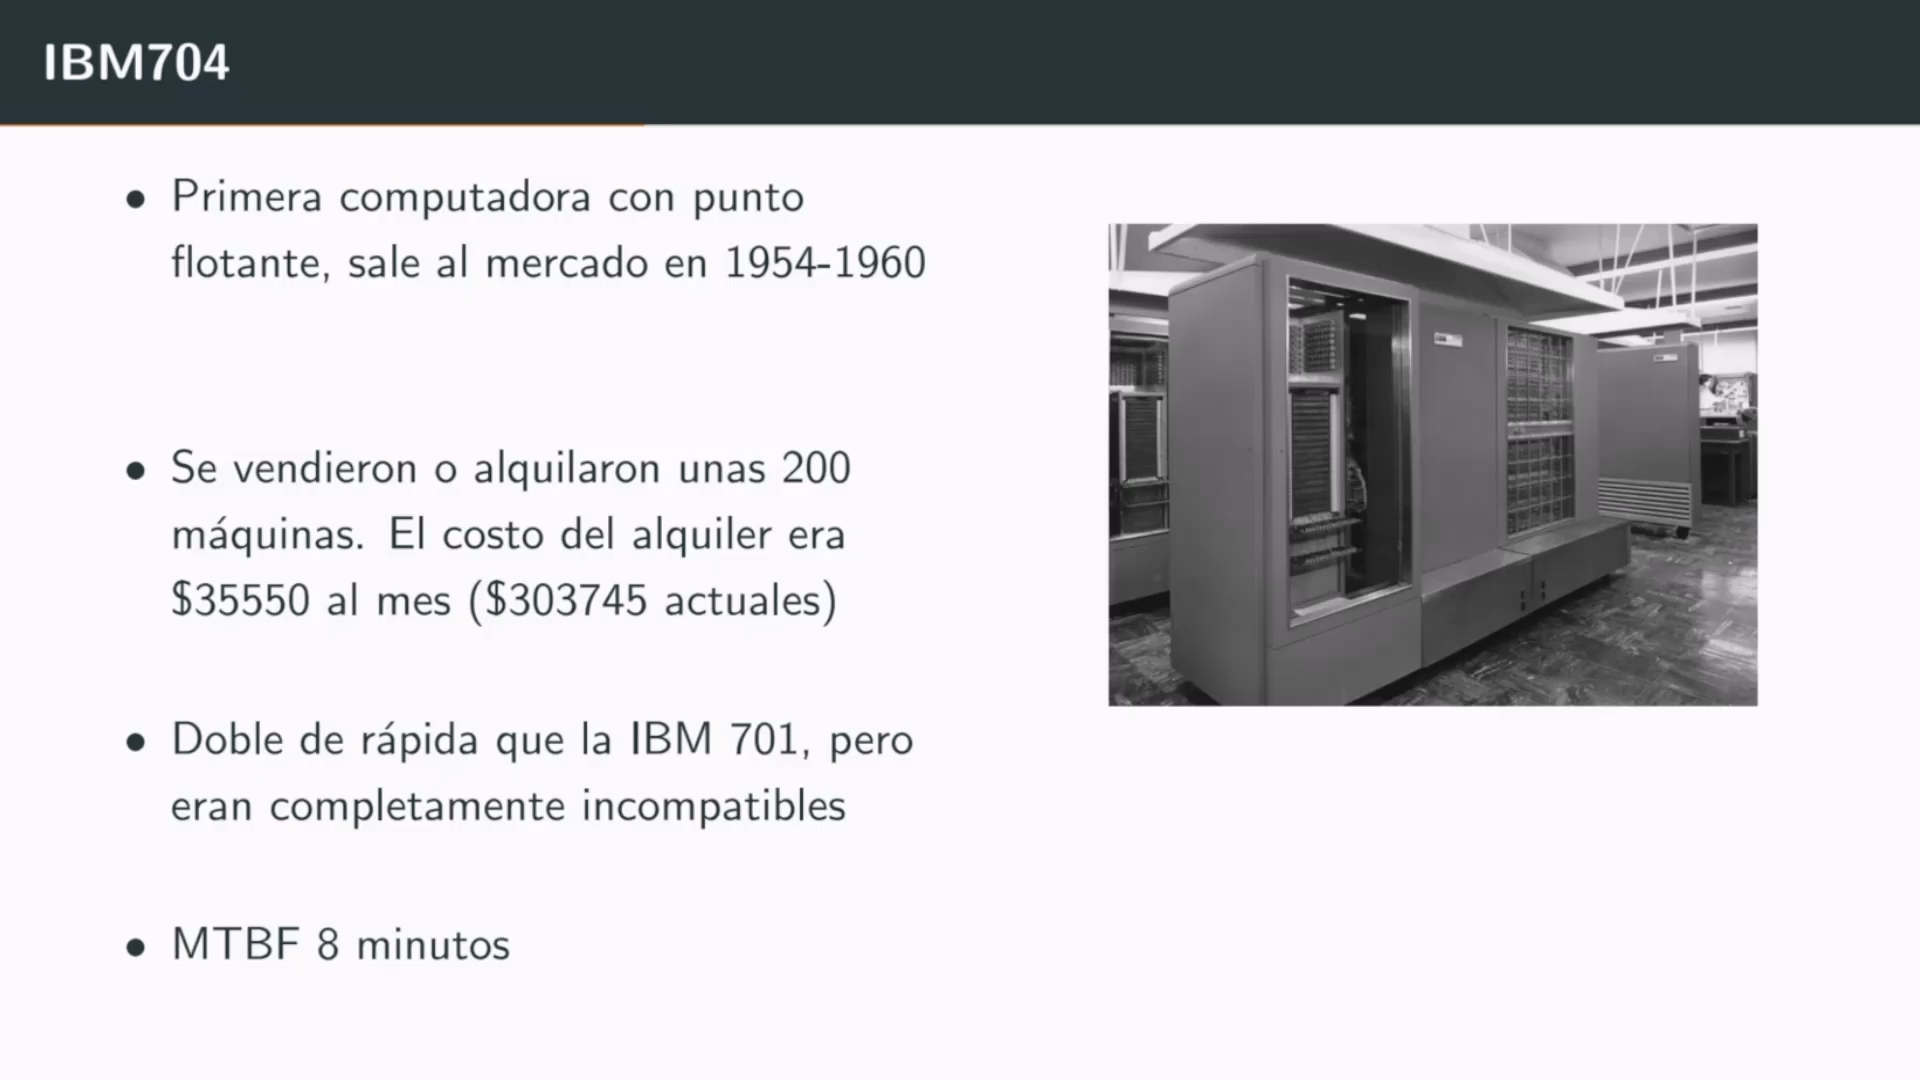 IBM704
• Primera computadora con punto
flotante, sale al mercado en 1954-1960
• Se vendieron o alquilaron unas 200
máquinas. El costo del alquiler era
$35550 al mes ($303745 actuales)
• Doble de rápida que la IBM 701, pero
eran completamente incompatibles
• MTBF 8 minutos